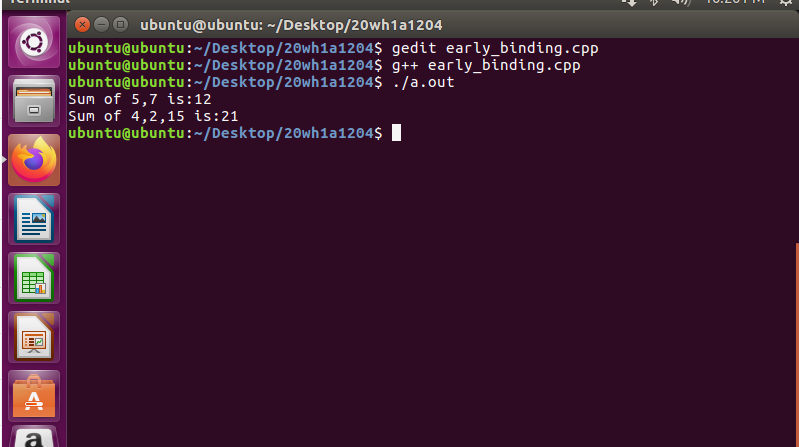 Terminal
ubuntu@ubuntu: ~/Desktop/20wh1a1204
ubuntu@ubuntu:~/Desktop/20wh1a1204$ gedit early_binding.cpp
ubuntu@ubuntu:~/Desktop/20wh1a1204$ g++ early_binding.cpp
ubuntu@ubuntu:~/Desktop/20wh1a1204$ ./a.out
Sum of 5,7 is:12
Sum of 4,2,15 is:21
ubuntu@ubuntu:~/Desktop/20wh1a1204$